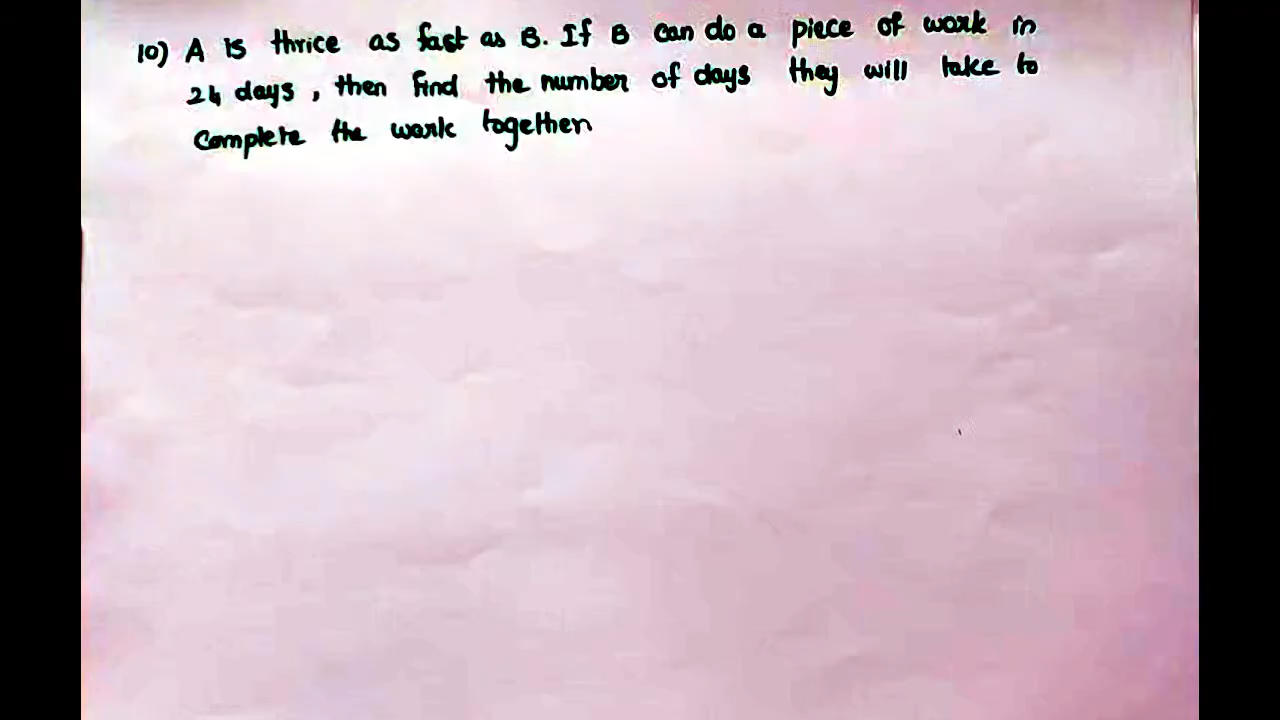 10) A is thrice as fast as B. If B can do a piece of work in
24 days, then find the number of days they will take to
Complete the work together